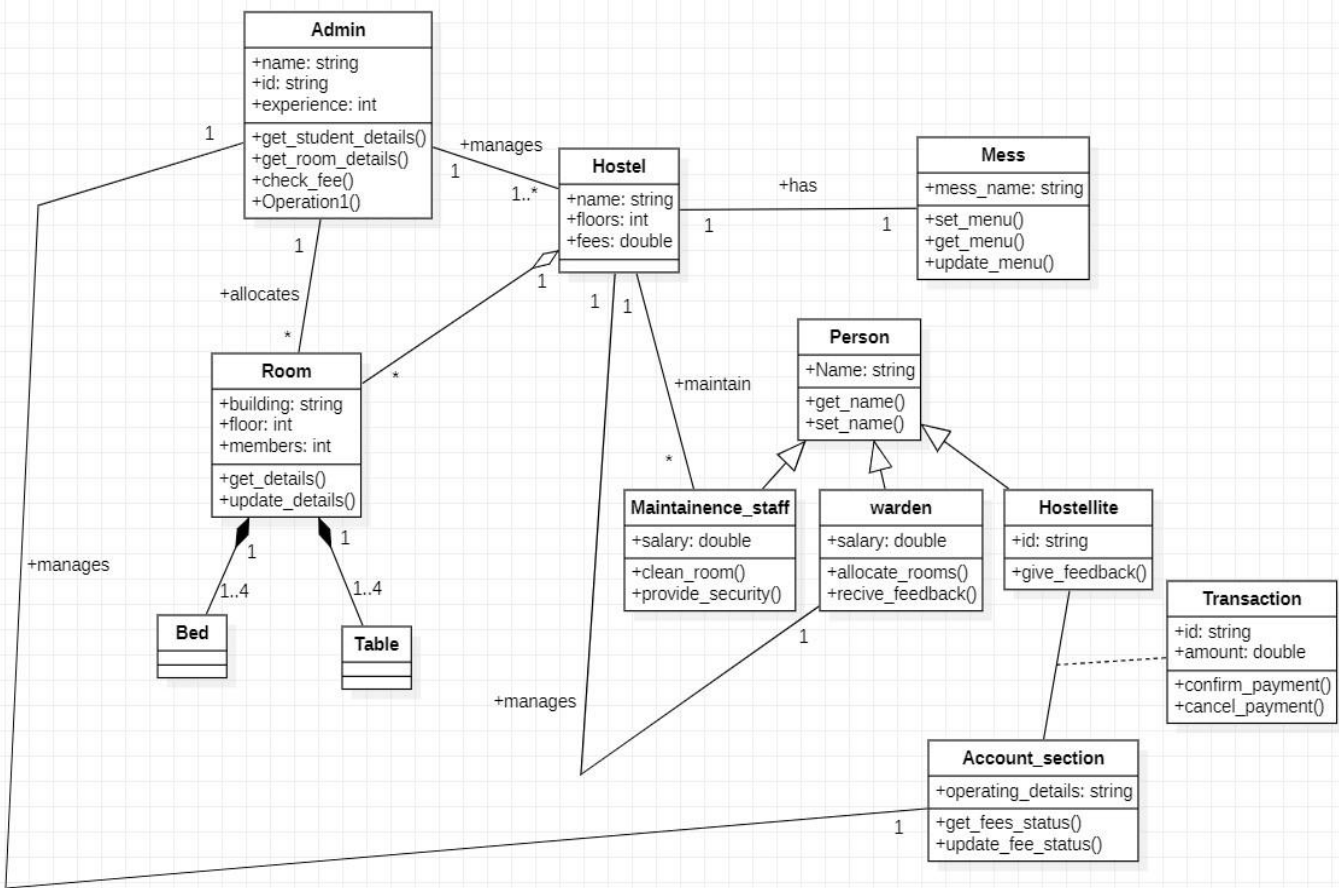 Admin
+name: string
+id: string
+experience: int
+get_student_details()
+get_room_details()
+check_fee()
+Operation1()
1
+manages
1
1..*
Hostel
+name: string
+floors: int
+fees: double
+has
1
1
Mess
+mess_name: string
+set_menu()
+get_menu()
+update_menu()
1
+allocates
*
1
*
1
1
+maintain
*
Person
+Name: string
+get_name()
+set_name()
Room
+building: string
+floor: int
+members: int
+get_details()
+update_details()
1
1
1..4
1..4
Bed
Table
Maintainence_staff
+salary: double
+clean_room()
+provide_security()
warden
+salary: double
+allocate_rooms()
+recive_feedback()
Hostellite
+id: string
+give_feedback()
Transaction
+id: string
+amount: double
+confirm_payment()
+cancel_payment()
1
+manages
+manages
Account_section
+operating_details: string
+get_fees_status()
+update_fee_status()
1